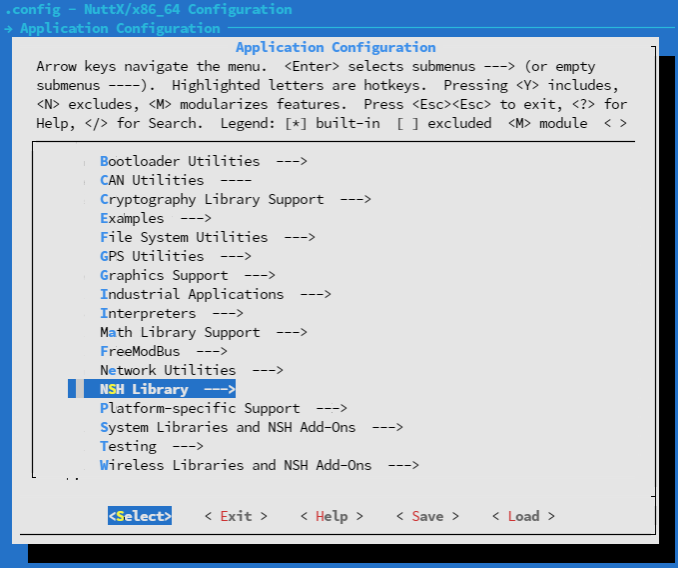 .config - NuttX/x86_64 Configuration
→ Application Configuration
Application Configuration
Arrow keys navigate the menu.  <Enter> selects submenus ---> (or empty
submenus ----).  Highlighted letters are hotkeys.  Pressing <Y> includes,
<N> excludes, <M> modularizes features.  Press <Esc><Esc> to exit, <?> for
Help, </> for Search.  Legend: [*] built-in  [ ] excluded  <M> module  < >
Bootloader Utilities  --->
CAN Utilities  ----
Cryptography Library Support  --->
Examples  --->
File System Utilities  --->
GPS Utilities  --->
Graphics Support  --->
Industrial Applications  --->
Interpreters  --->
Math Library Support  --->
FreeModBus  --->
Network Utilities  --->
NSH Library  --->
Platform-specific Support  --->
System Libraries and NSH Add-Ons  --->
Testing  --->
Wireless Libraries and NSH Add-Ons  --->
<Select>    < Exit >    < Help >    < Save >    < Load >